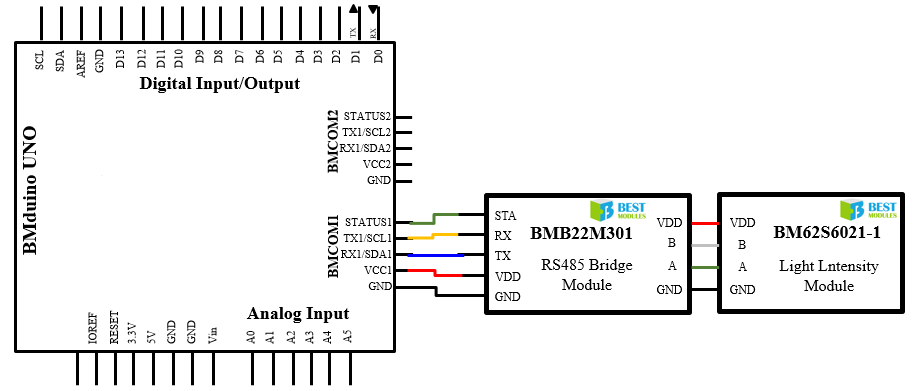 TX
RX
SCL
SDA
AREF
GND
D13
D12
D11
D10
D9
D8
D7
D6
D5
D4
D3
D2
D1
D0
Digital Input/Output
BMduino UNO
BMCOM2
STATUS2
TX1/SCL2
RX1/SDA2
VCC2
GND
BMCOM1
STATUS1
TX1/SCL1
RX1/SDA1
VCC1
GND
Analog Input
IOREF
RESET
3.3V
5V
GND
GND
Vin
A0
A1
A2
A3
A4
A5
BEST
MODULES
STA
RX
TX
VDD
GND
BMB22M301
RS485 Bridge
Module
VDD
B
A
GND
BEST
MODULES
VDD
B
A
GND
BM62S6021-1
Light Lntensity
Module